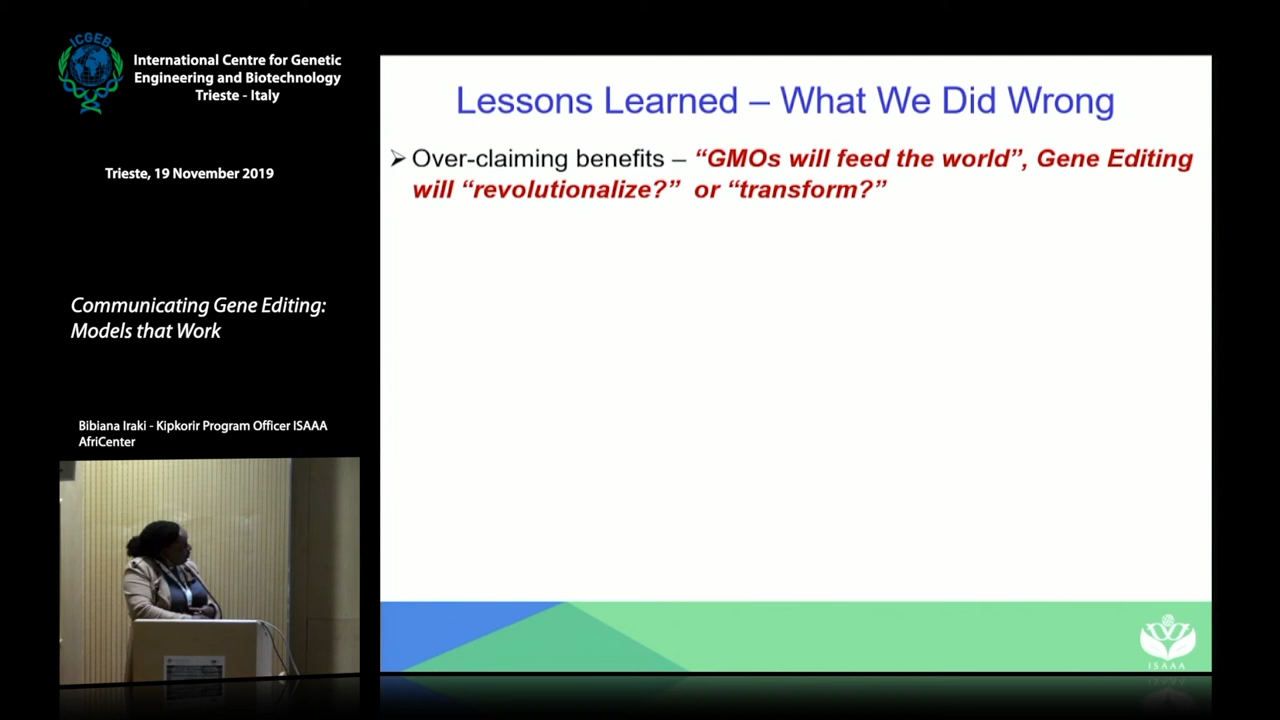 ICGEB
International Centre for Genetic
Engineering and Biotechnology
Trieste - Italy
Trieste, 19 November 2019
Communicating Gene Editing:
Models that Work
Bibiana Iraki - Kipkorir Program Officer ISAAA
AfriCenter
Lessons Learned – What We Did Wrong
➢ Over-claiming benefits – “GMOs will feed the world”, Gene Editing
will “revolutionalize?” or “transform?”
ISAAA